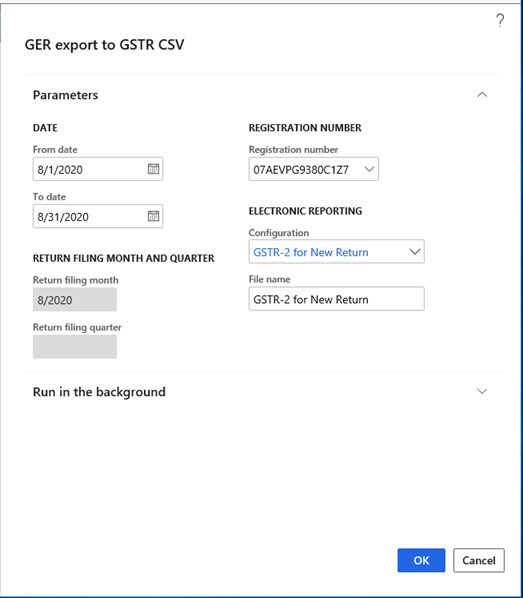 ?
GER export to GSTR CSV
Parameters
DATE
From date
8/1/2020
To date
8/31/2020
RETURN FILING MONTH AND QUARTER
Return filing month
8/2020
Return filing quarter
REGISTRATION NUMBER
Registration number
07AEVPG9380C1Z7
ELECTRONIC REPORTING
Configuration
GSTR-2 for New Return
File name
GSTR-2 for New Return
Run in the background
OK
Cancel